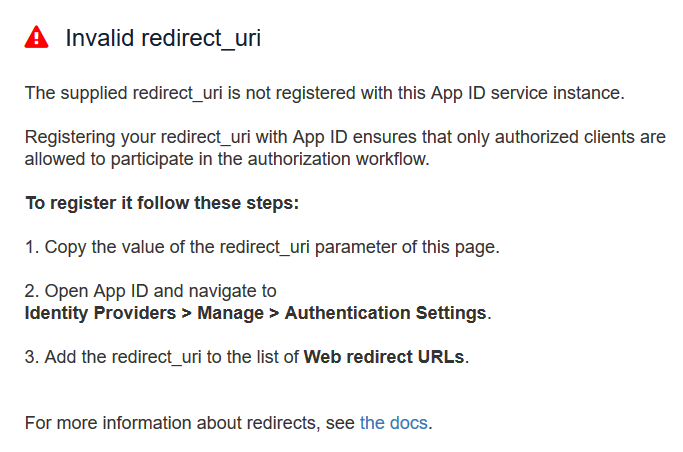 Invalid redirect_uri
The supplied redirect_uri is not registered with this App ID service instance.
Registering your redirect_uri with App ID ensures that only authorized clients are
allowed to participate in the authorization workflow.
To register it follow these steps:
1. Copy the value of the redirect_uri parameter of this page.
2. Open App ID and navigate to
Identity Providers > Manage > Authentication Settings.
3. Add the redirect_uri to the list of Web redirect URLs.
For more information about redirects, see the docs.